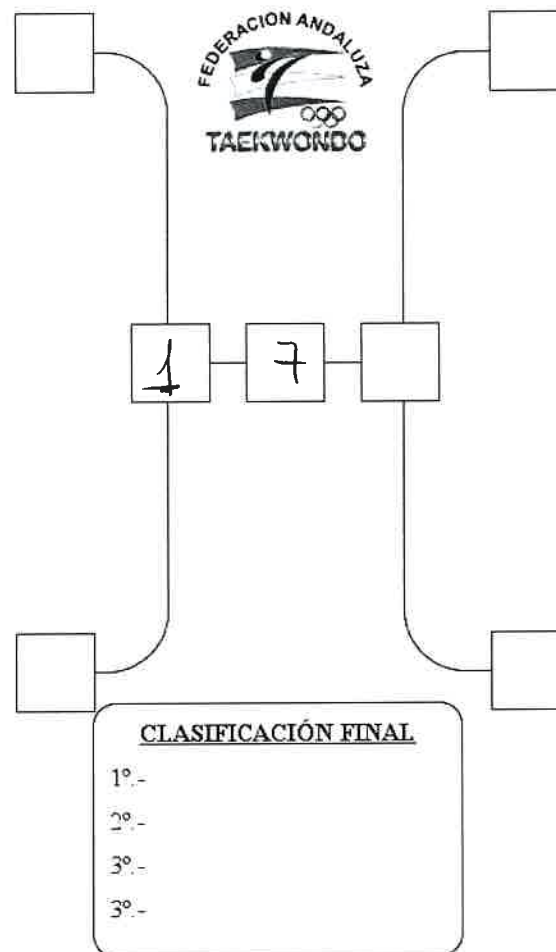 FEDERACION ANDALUZA
TAEKWONDO
1 7
CLASIFICACIÓN FINAL
1º.-
2º.-
3º.-
3º.-